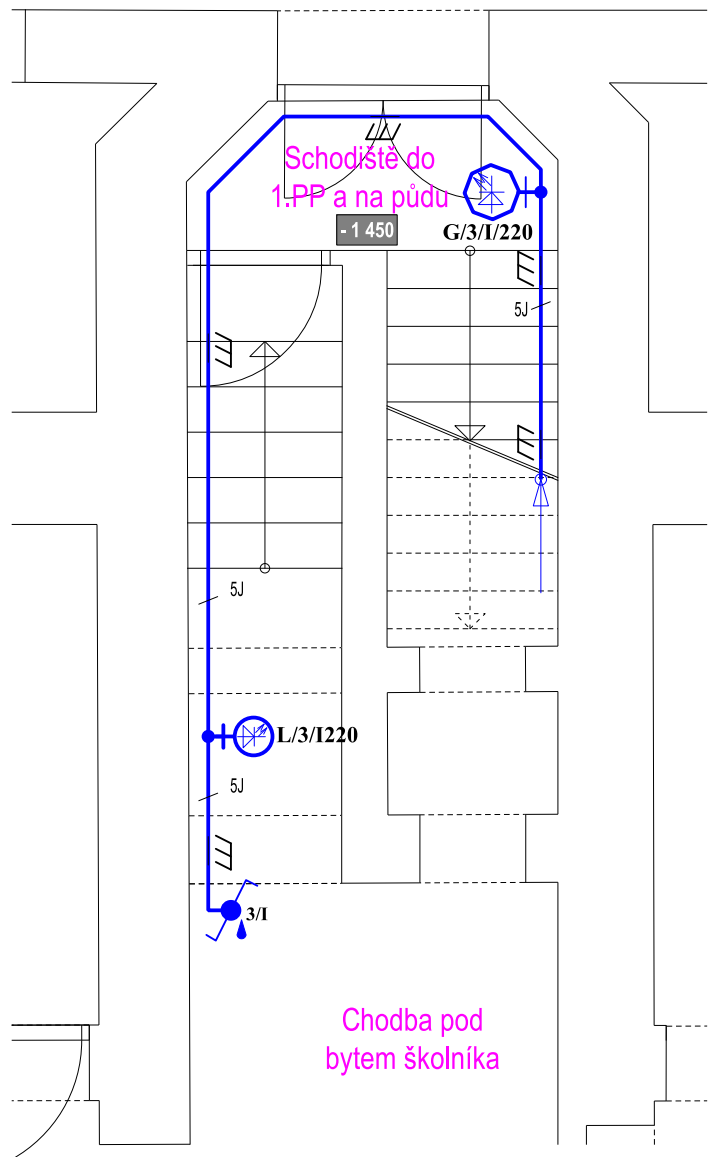 Schodiště do
1.PP a na půdu
- 1 450
G/3/I/220
5J
5J
L/3/I220
5J
3/I
Chodba pod
bytem školníka